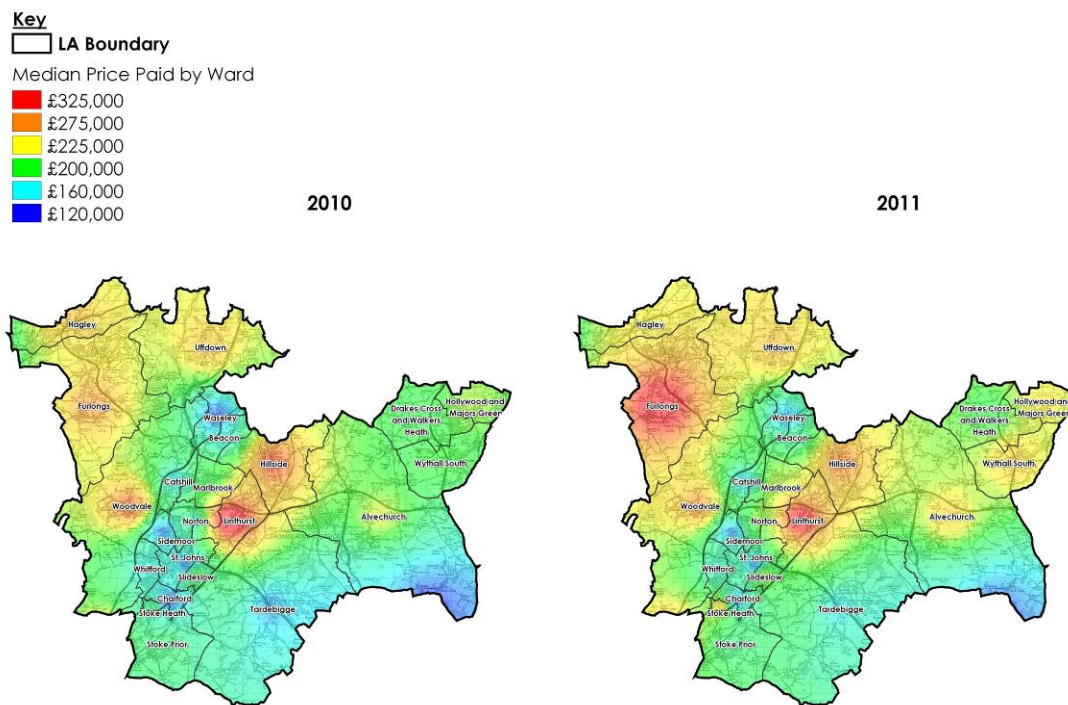 Key
LA Boundary
Median Price Paid by Ward
£325,000
£275,000
£225,000
£200,000
£160,000
£120,000
2010
2011
Hagley
Uffdown
Furlongs
Waseley
Beacon
Drakes Cross
and Walkers
Heath
Hollywood and
Majors Green
Wythall South
Hillside
Catshill
Marlbrook
Woodvale
Norton
Linthurst
Alvechurch
Sidemoor
St. Johns
Whitford
Slideslow
Charford
Stoke Heath
Tardebigge
Stoke Prior
Hagley
Uffdown
Furlongs
Waseley
Beacon
Drakes Cross
and Walkers
Heath
Hollywood and
Majors Green
Wythall South
Hillside
Catshill
Marlbrook
Woodvale
Norton
Linthurst
Alvechurch
Sidemoor
St. Johns
Whitford
Slideslow
Charford
Stoke Heath
Tardebigge
Stoke Prior